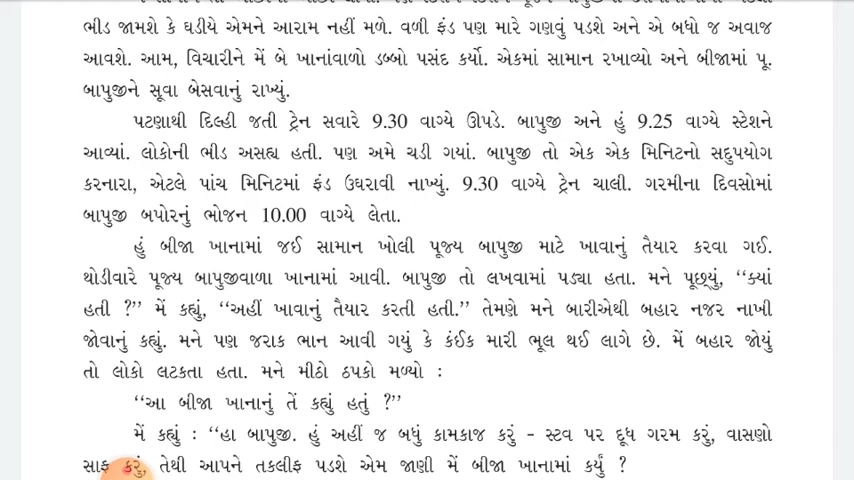 ભીડ જામશે કે ઘડીયે એમને આરામ નહીં મળે. વળી ફંડ પણ મારે ગણવું પડશે અને એ બધો જ અવાજ
આવશે. આમ, વિચારીને મેં બે ખાનાંવાળો ડબ્બો પસંદ કર્યો. એકમાં સામાન રખાવ્યો અને બીજામાં પૂ.
બાપુજીને સૂવા બેસવાનું રાખ્યું.
પટણાથી દિલ્હી જતી ટ્રેન સવારે 9.30 વાગ્યે ઊપડે. બાપુજી અને હું 9.25 વાગ્યે સ્ટેશને
આવ્યાં. લોકોની ભીડ અસહ્ય હતી. પણ અમે ચડી ગયાં. બાપુજી તો એક એક મિનિટનો સદુપયોગ
કરનારા, એટલે પાંચ મિનિટમાં ફંડ ઉઘરાવી નાખ્યું. 9.30 વાગ્યે ટ્રેન ચાલી. ગરમીના દિવસોમાં
બાપુજી બપોરનું ભોજન 10.00 વાગ્યે લેતા.
હું બીજા ખાનામાં જઈ સામાન ખોલી પૂજ્ય બાપુજી માટે ખાવાનું તૈયાર કરવા ગઈ.
થોડીવારે પૂજ્ય બાપુજીવાળા ખાનામાં આવી. બાપુજી તો લખવામાં પડ્યા હતા. મને પૂછ્યું, ‘‘ક્યાં
હતી ?’’ મેં કહ્યું, ‘‘અહીં ખાવાનું તૈયાર કરતી હતી.’’ તેમણે મને બારીએથી બહાર નજર નાખી
જોવાનું કહ્યું. મને પણ જરાક ભાન આવી ગયું કે કંઈક મારી ભૂલ થઈ લાગે છે. મેં બહાર જોયું
તો લોકો લટકતા હતા. મને મીઠો ઠપકો મળ્યો :
‘‘આ બીજા ખાનાનું તેં કહ્યું હતું ?’’
મેં કહ્યું : ‘‘હા બાપુજી. હું અહીં જ બધું કામકાજ કરું - સ્ટવ પર દૂધ ગરમ કરું, વાસણો
સાફ કરું, તેથી આપને તકલીફ પડશે એમ જાણી મેં બીજા ખાનામાં કર્યું ?